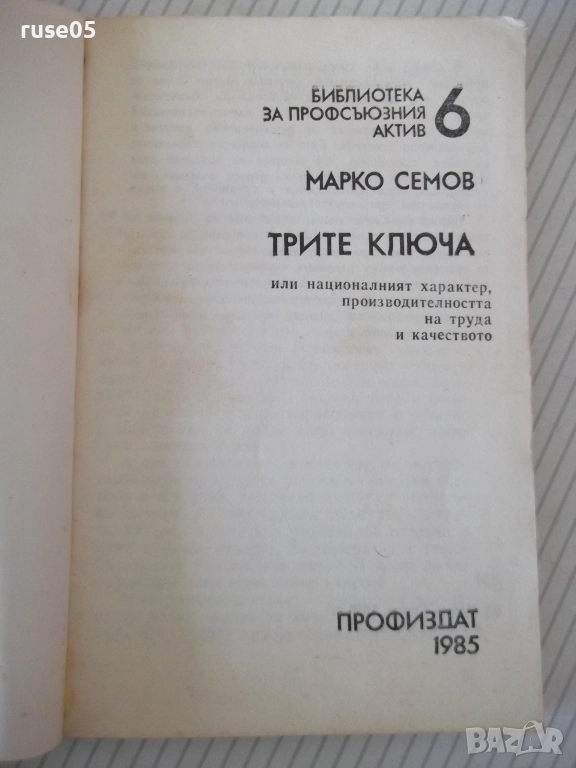 ruse05
БИБЛИОТЕКА
ЗА ПРОФСЪЮЗНИЯ
АКТИВ
6
МАРКО СЕМОВ
ТРИТЕ КЛЮЧА
или националният характер,
производителността
на труда
и качеството
ПРОФИЗДАТ
1985
BAZAR